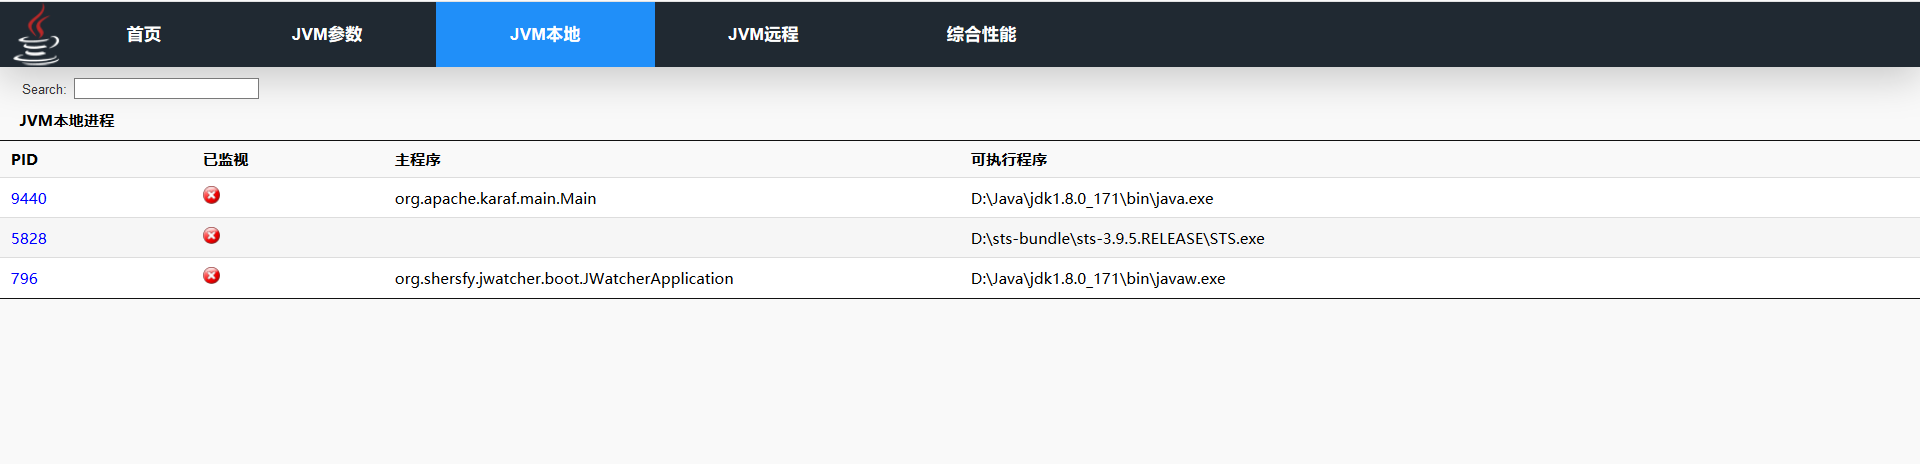 首页 JVM参数 JVM本地 JVM远程 综合性能
Search:
JVM本地进程
PID 已监视 主程序 可执行程序
9440 org.apache.karaf.main.Main D:\Java\jdk1.8.0_171\bin\java.exe
5828 D:\sts-bundle\sts-3.9.5.RELEASE\STS.exe
796 org.shersfy.jwatcher.boot.JWatcherApplication D:\Java\jdk1.8.0_171\bin\javaw.exe